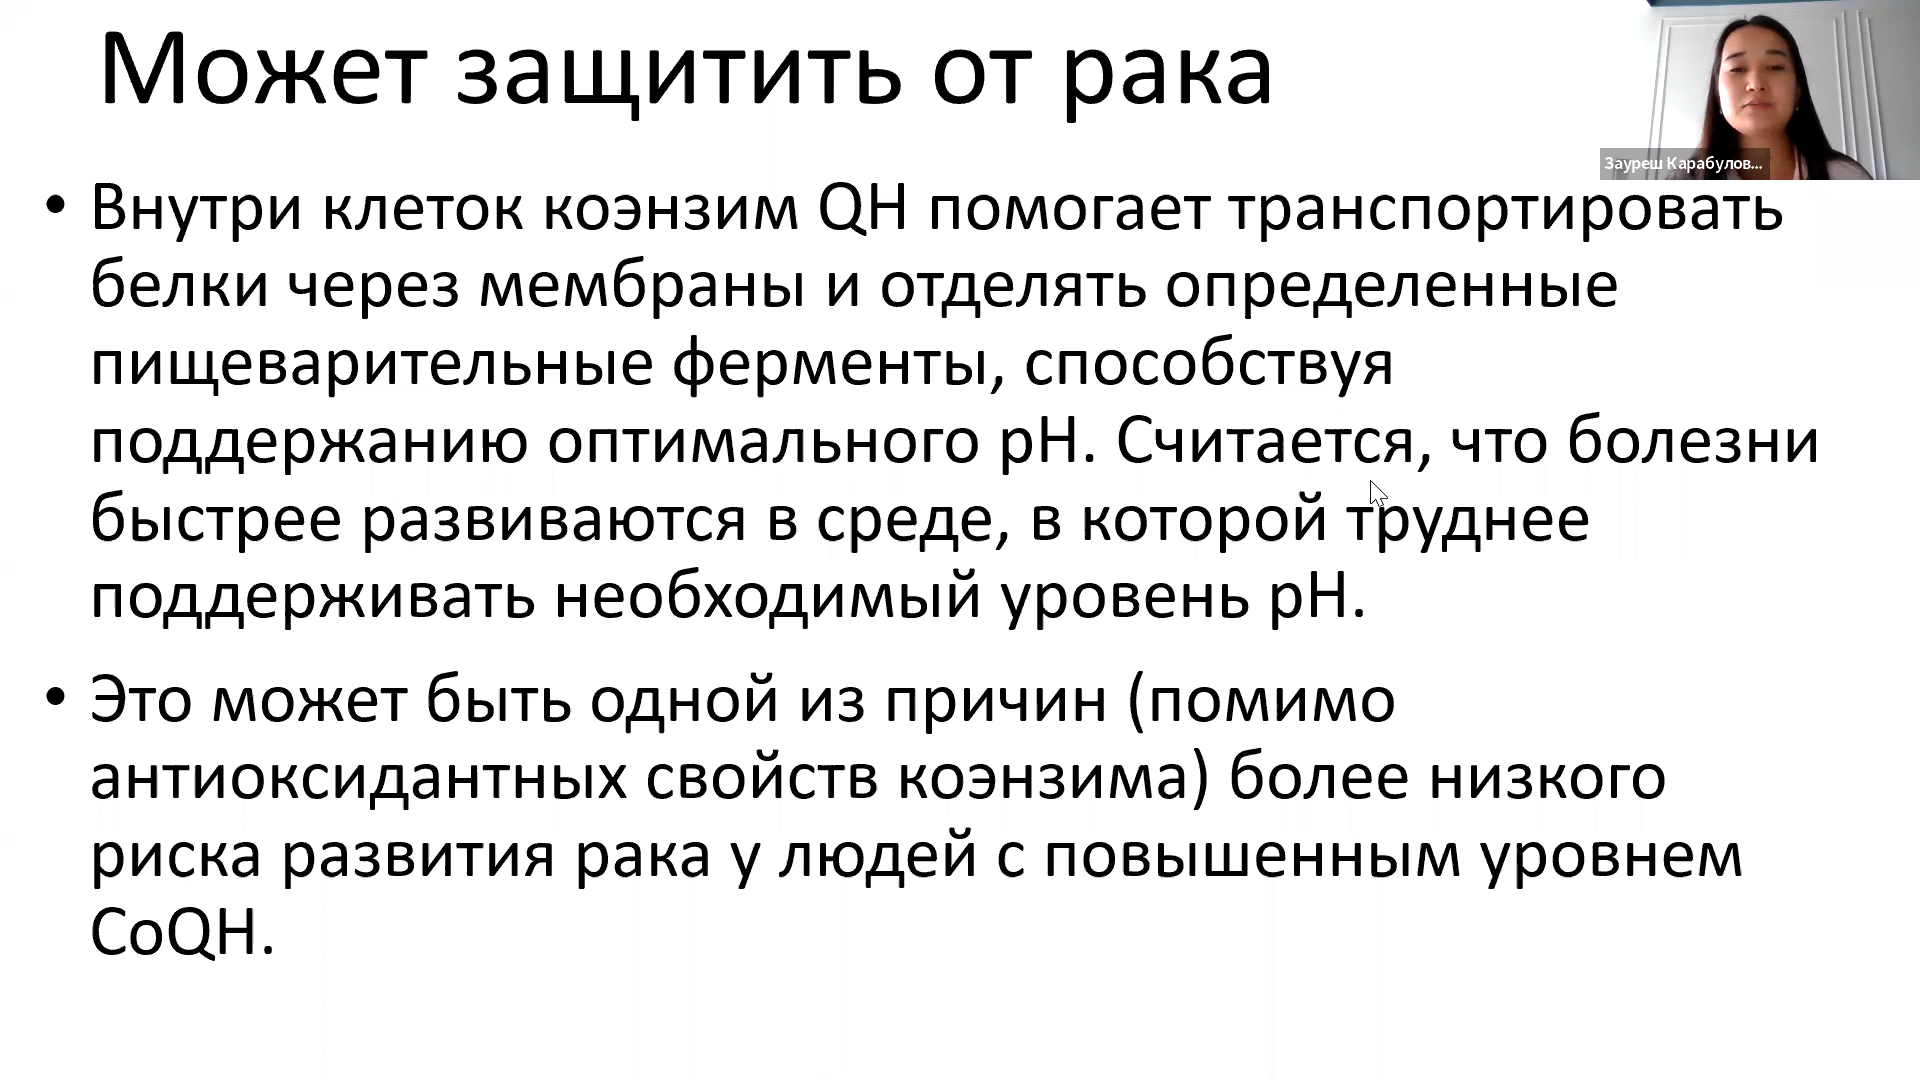 Может защитить от рака
Зауреш Карабулов...
• Внутри клеток коэнзим QH помогает транспортировать
белки через мембраны и отделять определенные
пищеварительные ферменты, способствуя
поддержанию оптимального pH. Считается, что болезни
быстрее развиваются в среде, в которой труднее
поддерживать необходимый уровень pH.
• Это может быть одной из причин (помимо
антиоксидантных свойств коэнзима) более низкого
риска развития рака у людей с повышенным уровнем
CoQH.